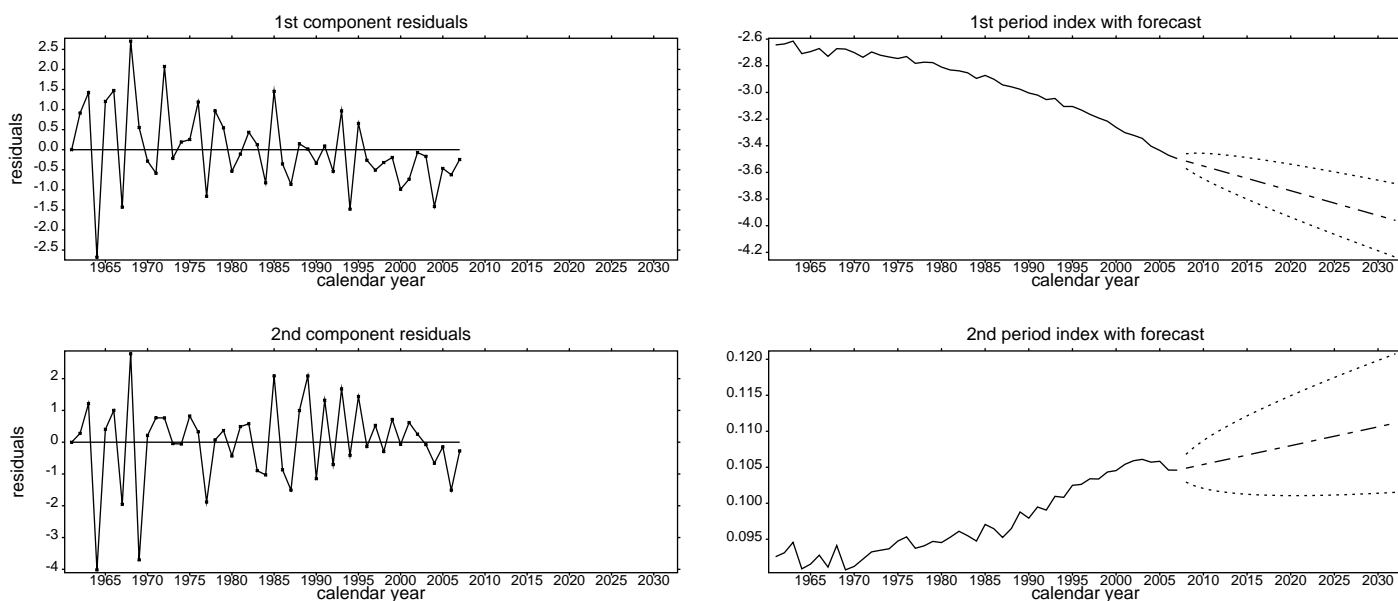 1st component residuals
2.5
2.0
1.5
1.0
0.5
0.0
-0.5
-1.0
-1.5
-2.0
-2.5
residuals
1965 1970 1975 1980 1985 1990 1995 2000 2005 2010 2015 2020 2025 2030
calendar year
1st period index with forecast
-2.6
-2.8
-3.0
-3.2
-3.4
-3.6
-3.8
-4.0
-4.2
1965 1970 1975 1980 1985 1990 1995 2000 2005 2010 2015 2020 2025 2030
calendar year
2nd component residuals
2
1
0
-1
-2
-3
-4
residuals
1965 1970 1975 1980 1985 1990 1995 2000 2005 2010 2015 2020 2025 2030
calendar year
2nd period index with forecast
0.120
0.115
0.110
0.105
0.100
0.095
1965 1970 1975 1980 1985 1990 1995 2000 2005 2010 2015 2020 2025 2030
calendar year